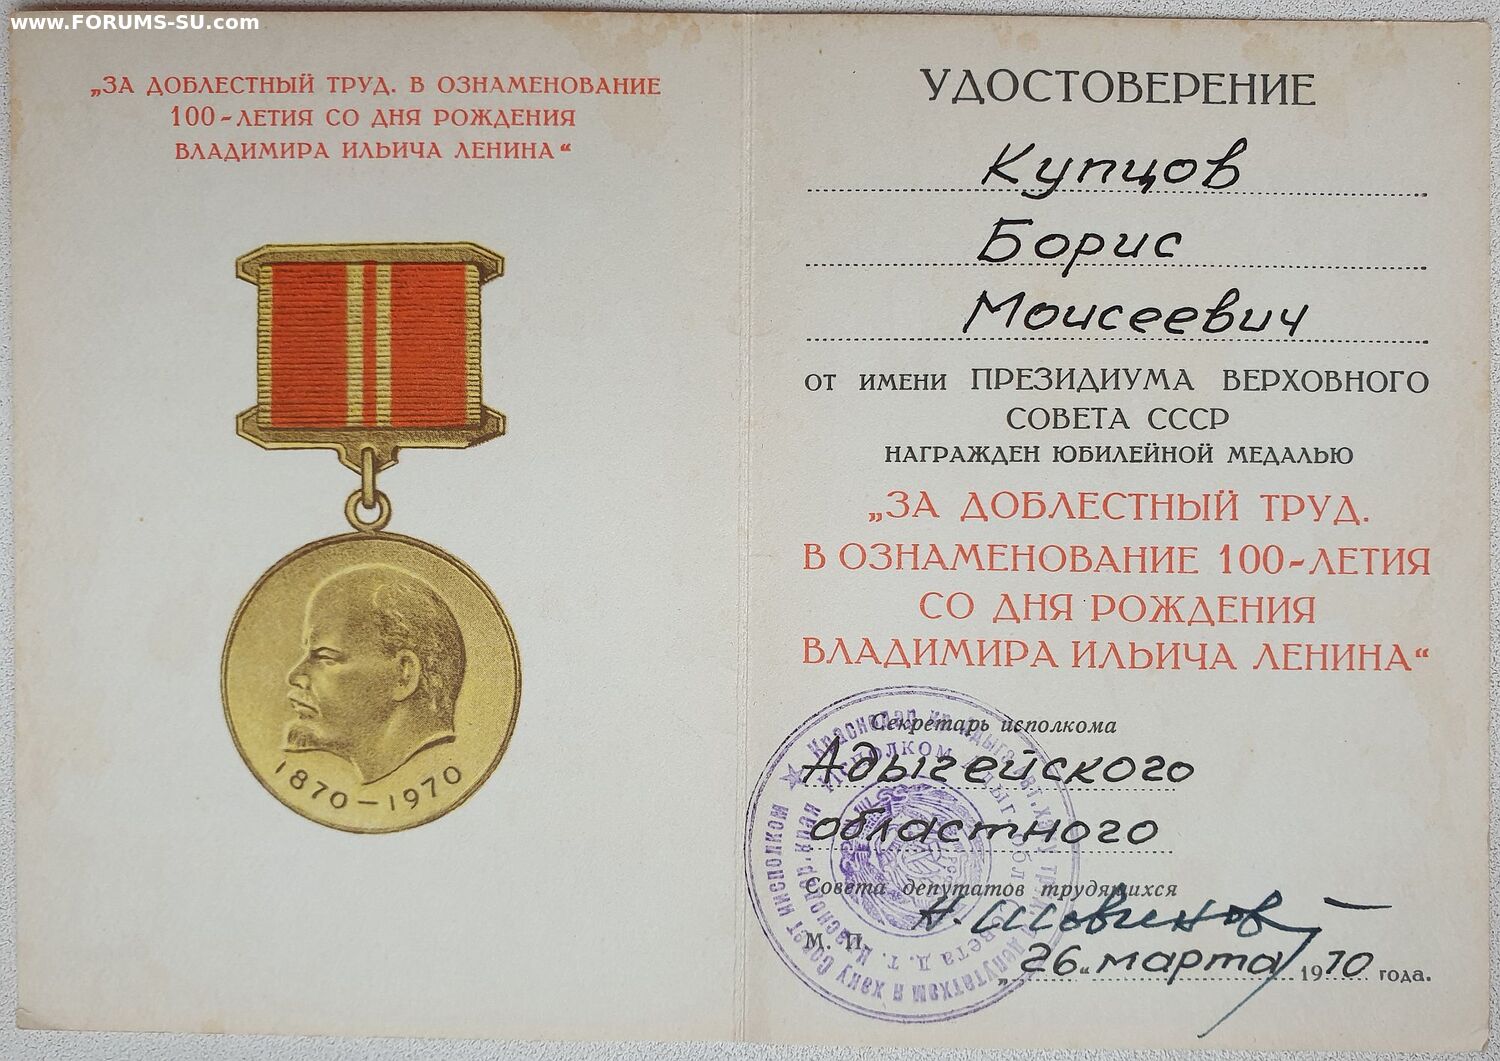 www.FORUMS-SU.com
„ЗА ДОБЛЕСТНЫЙ ТРУД. В ОЗНАМЕНОВАНИЕ
100-ЛЕТИЯ СО ДНЯ РОЖДЕНИЯ
ВЛАДИМИРА ИЛЬИЧА ЛЕНИНА“
1870-1970
УДОСТОВЕРЕНИЕ
Купцов
Борис
Моисеевич
ОТ ИМЕНИ ПРЕЗИДИУМА ВЕРХОВНОГО
СОВЕТА СССР
НАГРАЖДЕН ЮБИЛЕЙНОЙ МЕДАЛЬЮ
„ЗА ДОБЛЕСТНЫЙ ТРУД.
В ОЗНАМЕНОВАНИЕ 100-ЛЕТИЯ
СО ДНЯ РОЖДЕНИЯ
ВЛАДИМИРА ИЛЬИЧА ЛЕНИНА“
Секретарь исполкома
Адыгейского
областного
Совета депутатов трудящихся
М. П.
„26“ марта 1970 года.